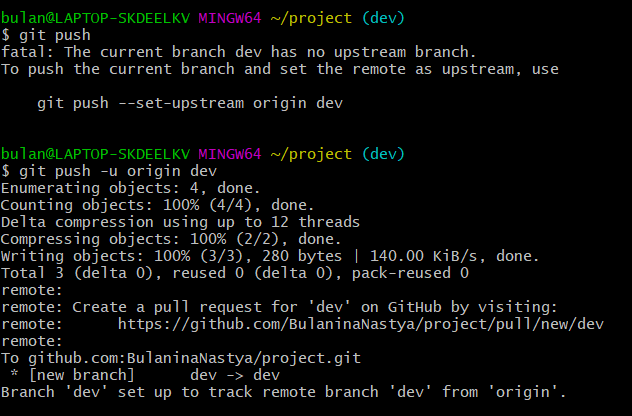 bulan@LAPTOP-SKDEELKV MINGW64 ~/project (dev)
$ git push
fatal: The current branch dev has no upstream branch.
To push the current branch and set the remote as upstream, use
    git push --set-upstream origin dev
bulan@LAPTOP-SKDEELKV MINGW64 ~/project (dev)
$ git push -u origin dev
Enumerating objects: 4, done.
Counting objects: 100% (4/4), done.
Delta compression using up to 12 threads
Compressing objects: 100% (2/2), done.
Writing objects: 100% (3/3), 280 bytes | 140.00 KiB/s, done.
Total 3 (delta 0), reused 0 (delta 0), pack-reused 0
remote:
remote: Create a pull request for 'dev' on GitHub by visiting:
remote:      https://github.com/BulaninaNastya/project/pull/new/dev
remote:
To github.com:BulaninaNastya/project.git
 * [new branch]      dev -> dev
Branch 'dev' set up to track remote branch 'dev' from 'origin'.